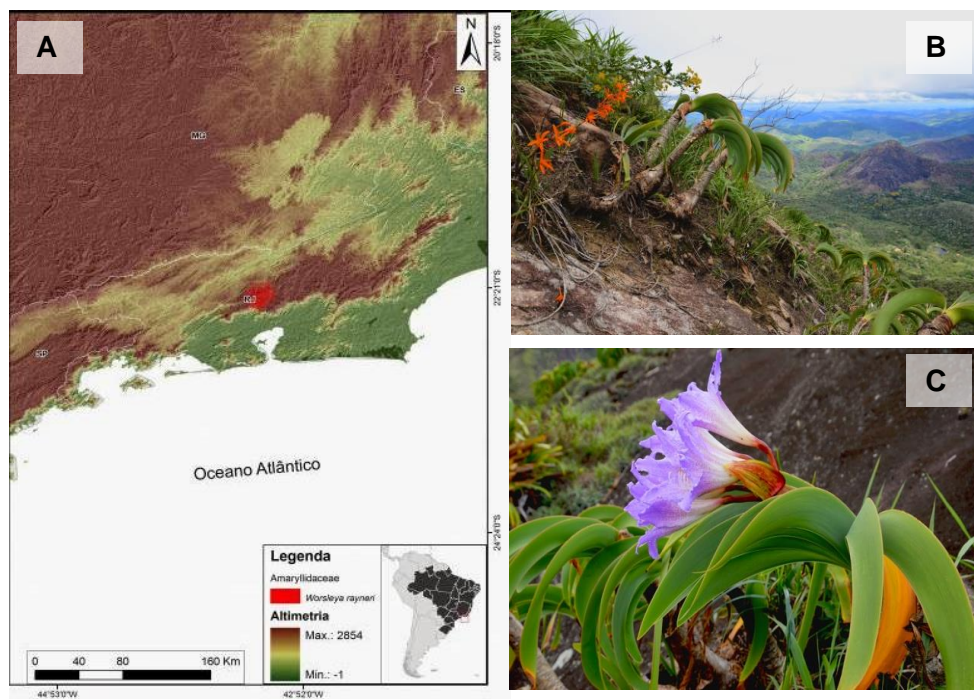 A
N
20°18'0"S
ES
MG
22°21'0"S
RJ
SP
Oceano Atlântico
24°24'0"S
Legenda
Amaryllidaceae
Worsleya rayneri
Altimetria
Max.: 2854
Min.: -1
0 40 80 160 Km
44°53'0"W 42°52'0"W
B
C